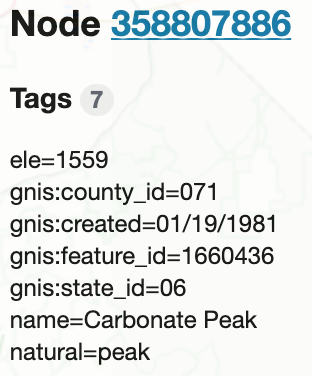 Node 358807886
Tags 7
ele=1559
gnis:county_id=071
gnis:created=01/19/1981
gnis:feature_id=1660436
gnis:state_id=06
name=Carbonate Peak
natural=peak